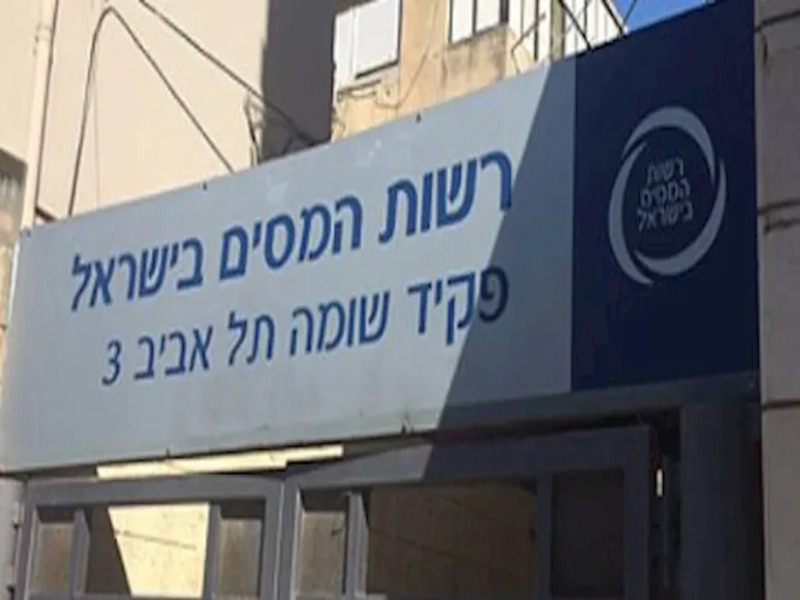 רשות המסים בישראל
פקיד שומה תל אביב 3
רשות
המסים
בישראל